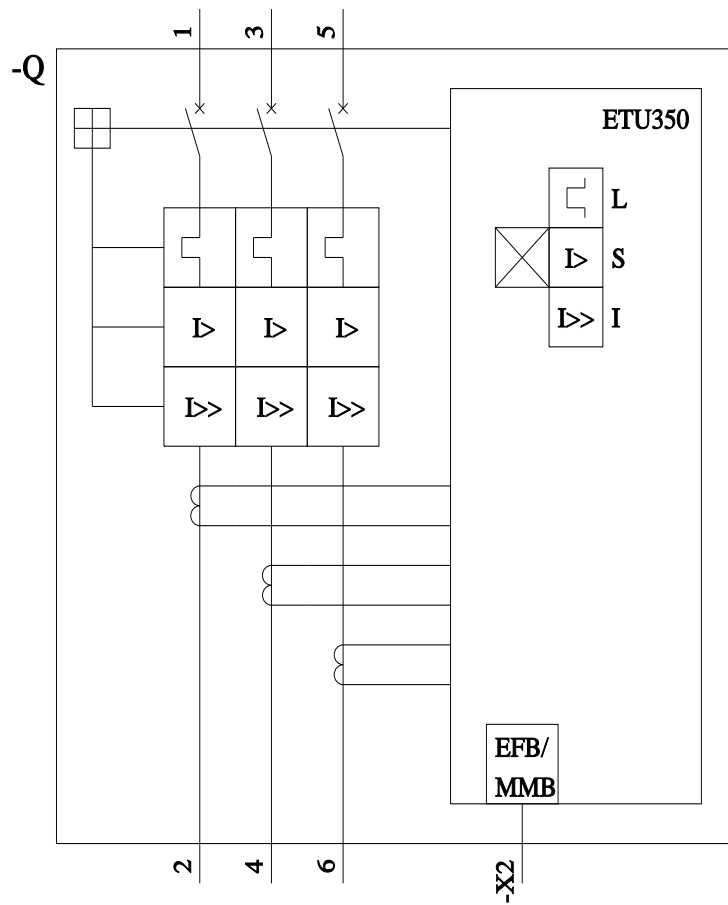 1 3 5
-Q
ETU350
L
I> S
I> I> I>
I>> I
I>> I>> I>>
EFB/
MMB
2 4 6 -X2